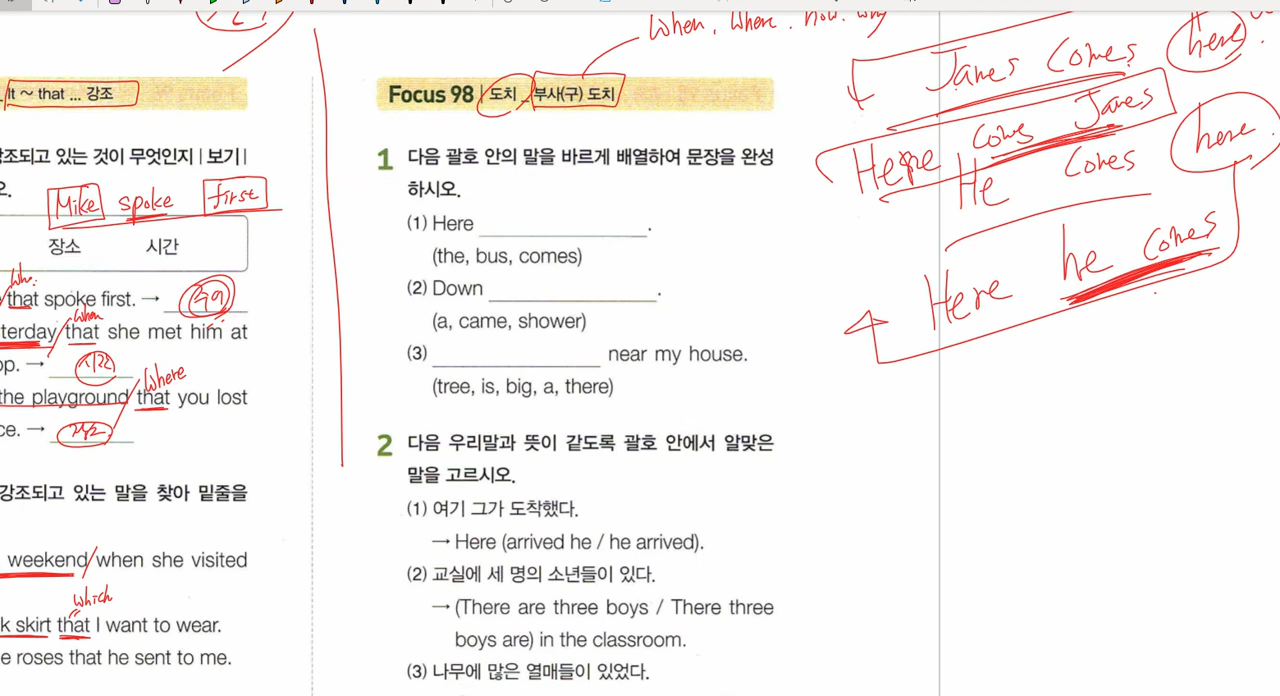 It ~ that ... 강조
강조되고 있는 것이 무엇인지 | 보기 |
오.
Mike spoke first
장소 시간
who
that spoke first. → 주어
when
terday that she met him at
op. → 시간
where
the playground that you lost
ce. → 장소
강조되고 있는 말을 찾아 밑줄을
weekend when she visited
which
k skirt that I want to wear.
e roses that he sent to me.
when, where, how, why
Focus 98 | 도치_부사(구) 도치
1 다음 괄호 안의 말을 바르게 배열하여 문장을 완성
하시오.
(1) Here ____________.
(the, bus, comes)
(2) Down ____________.
(a, came, shower)
(3) ____________ near my house.
(tree, is, big, a, there)
2 다음 우리말과 뜻이 같도록 괄호 안에서 알맞은
말을 고르시오.
(1) 여기 그가 도착했다.
→ Here (arrived he / he arrived).
(2) 교실에 세 명의 소년들이 있다.
→ (There are three boys / There three
boys are) in the classroom.
(3) 나무에 많은 열매들이 있었다.
James comes here
Here comes James
He comes here
Here he comes